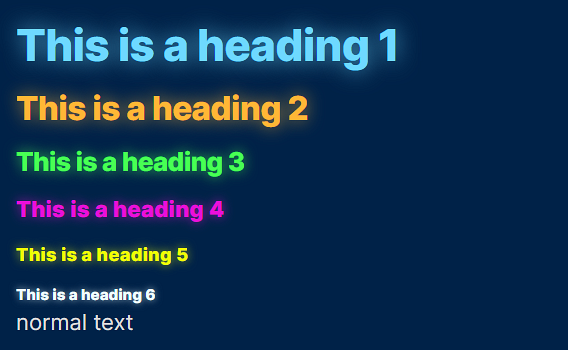 This is a heading 1
This is a heading 2
This is a heading 3
This is a heading 4
This is a heading 5
This is a heading 6
normal text